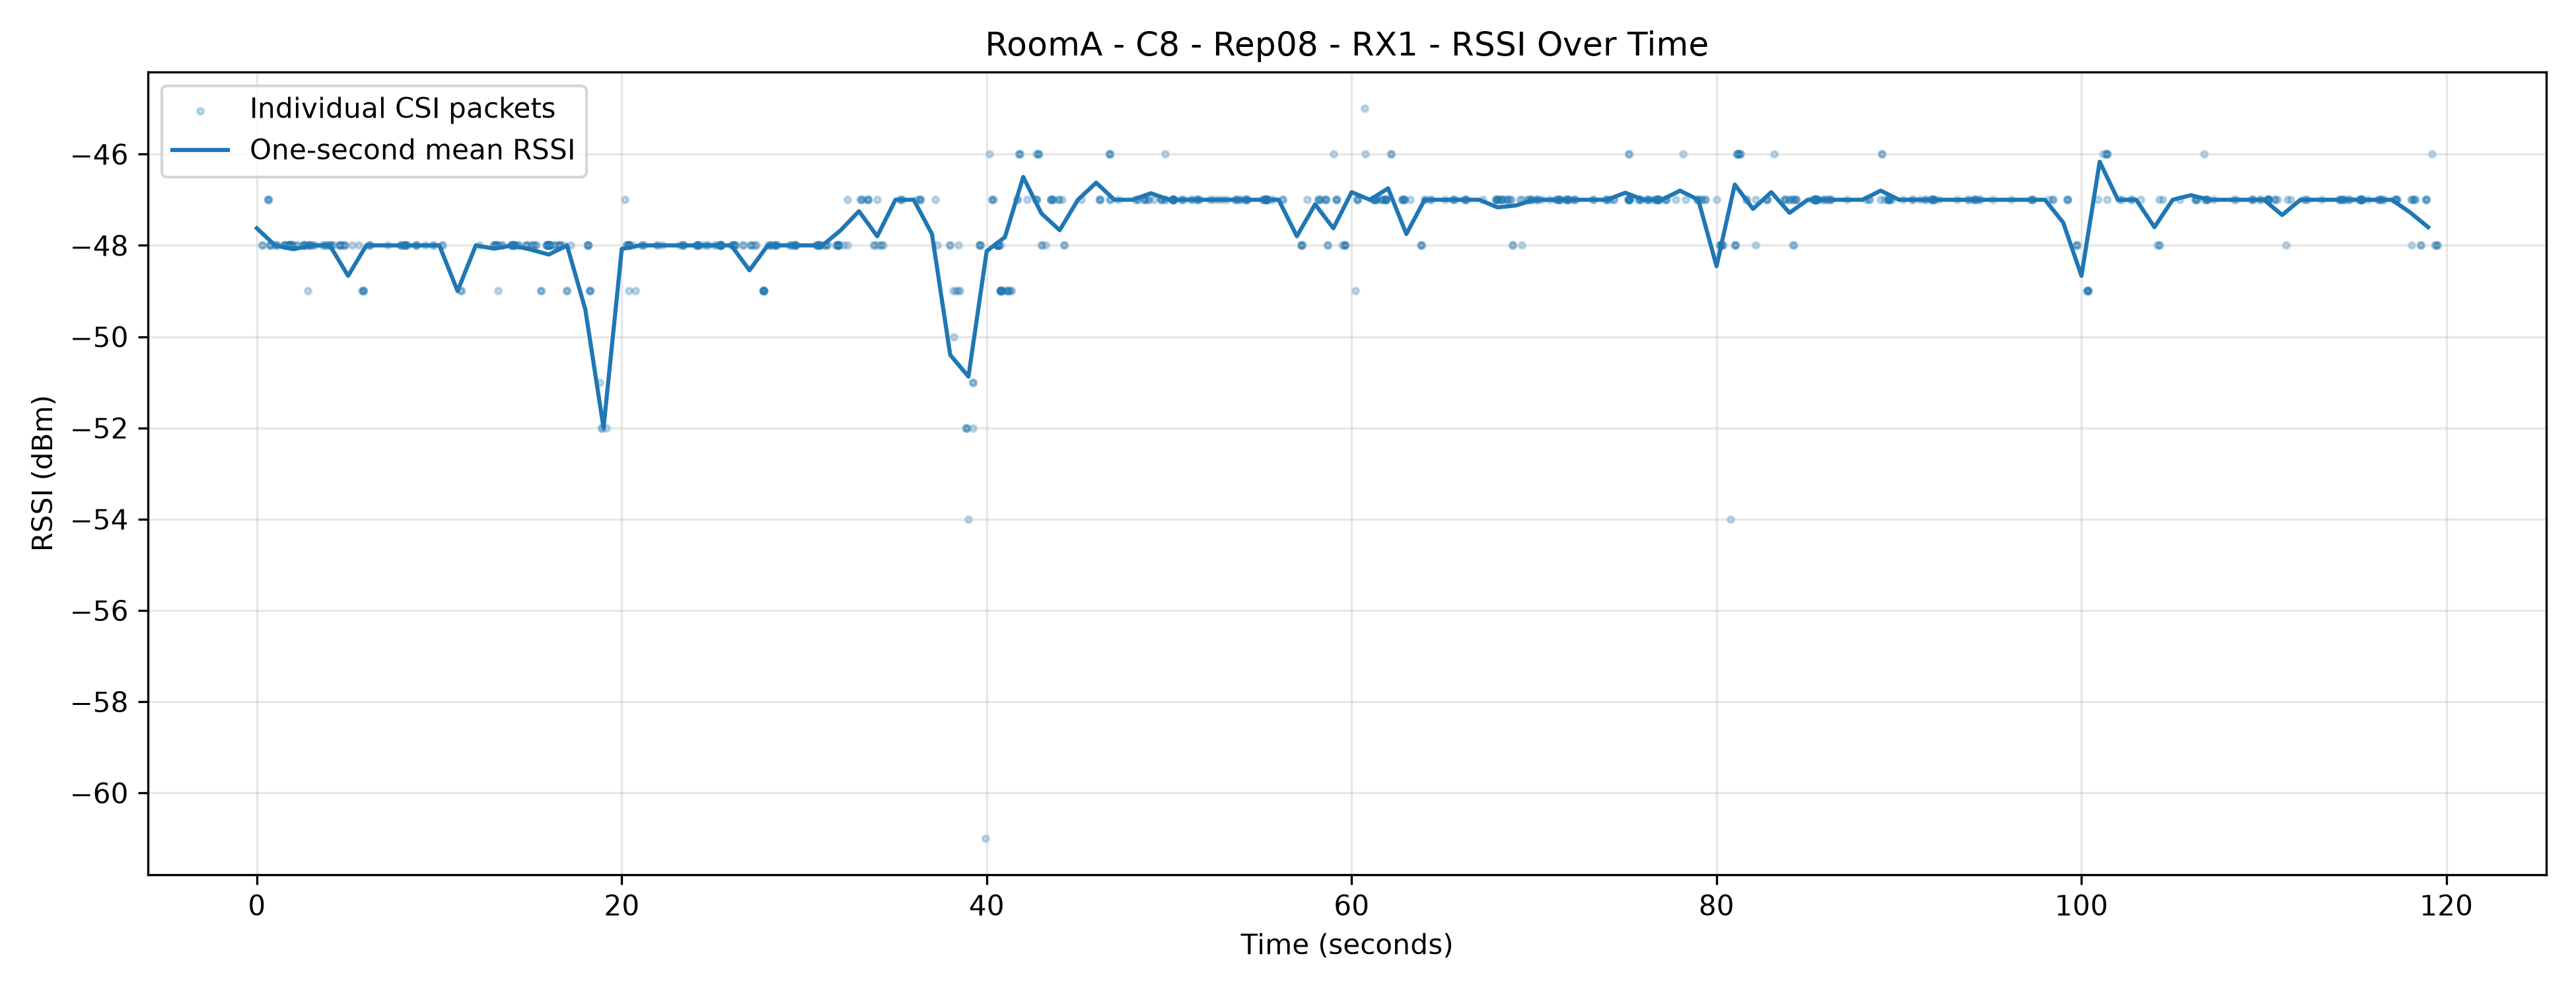 RoomA - C8 - Rep08 - RX1 - RSSI Over Time
Individual CSI packets
One-second mean RSSI
RSSI (dBm)
−46
−48
−50
−52
−54
−56
−58
−60
0 20 40 60 80 100 120
Time (seconds)